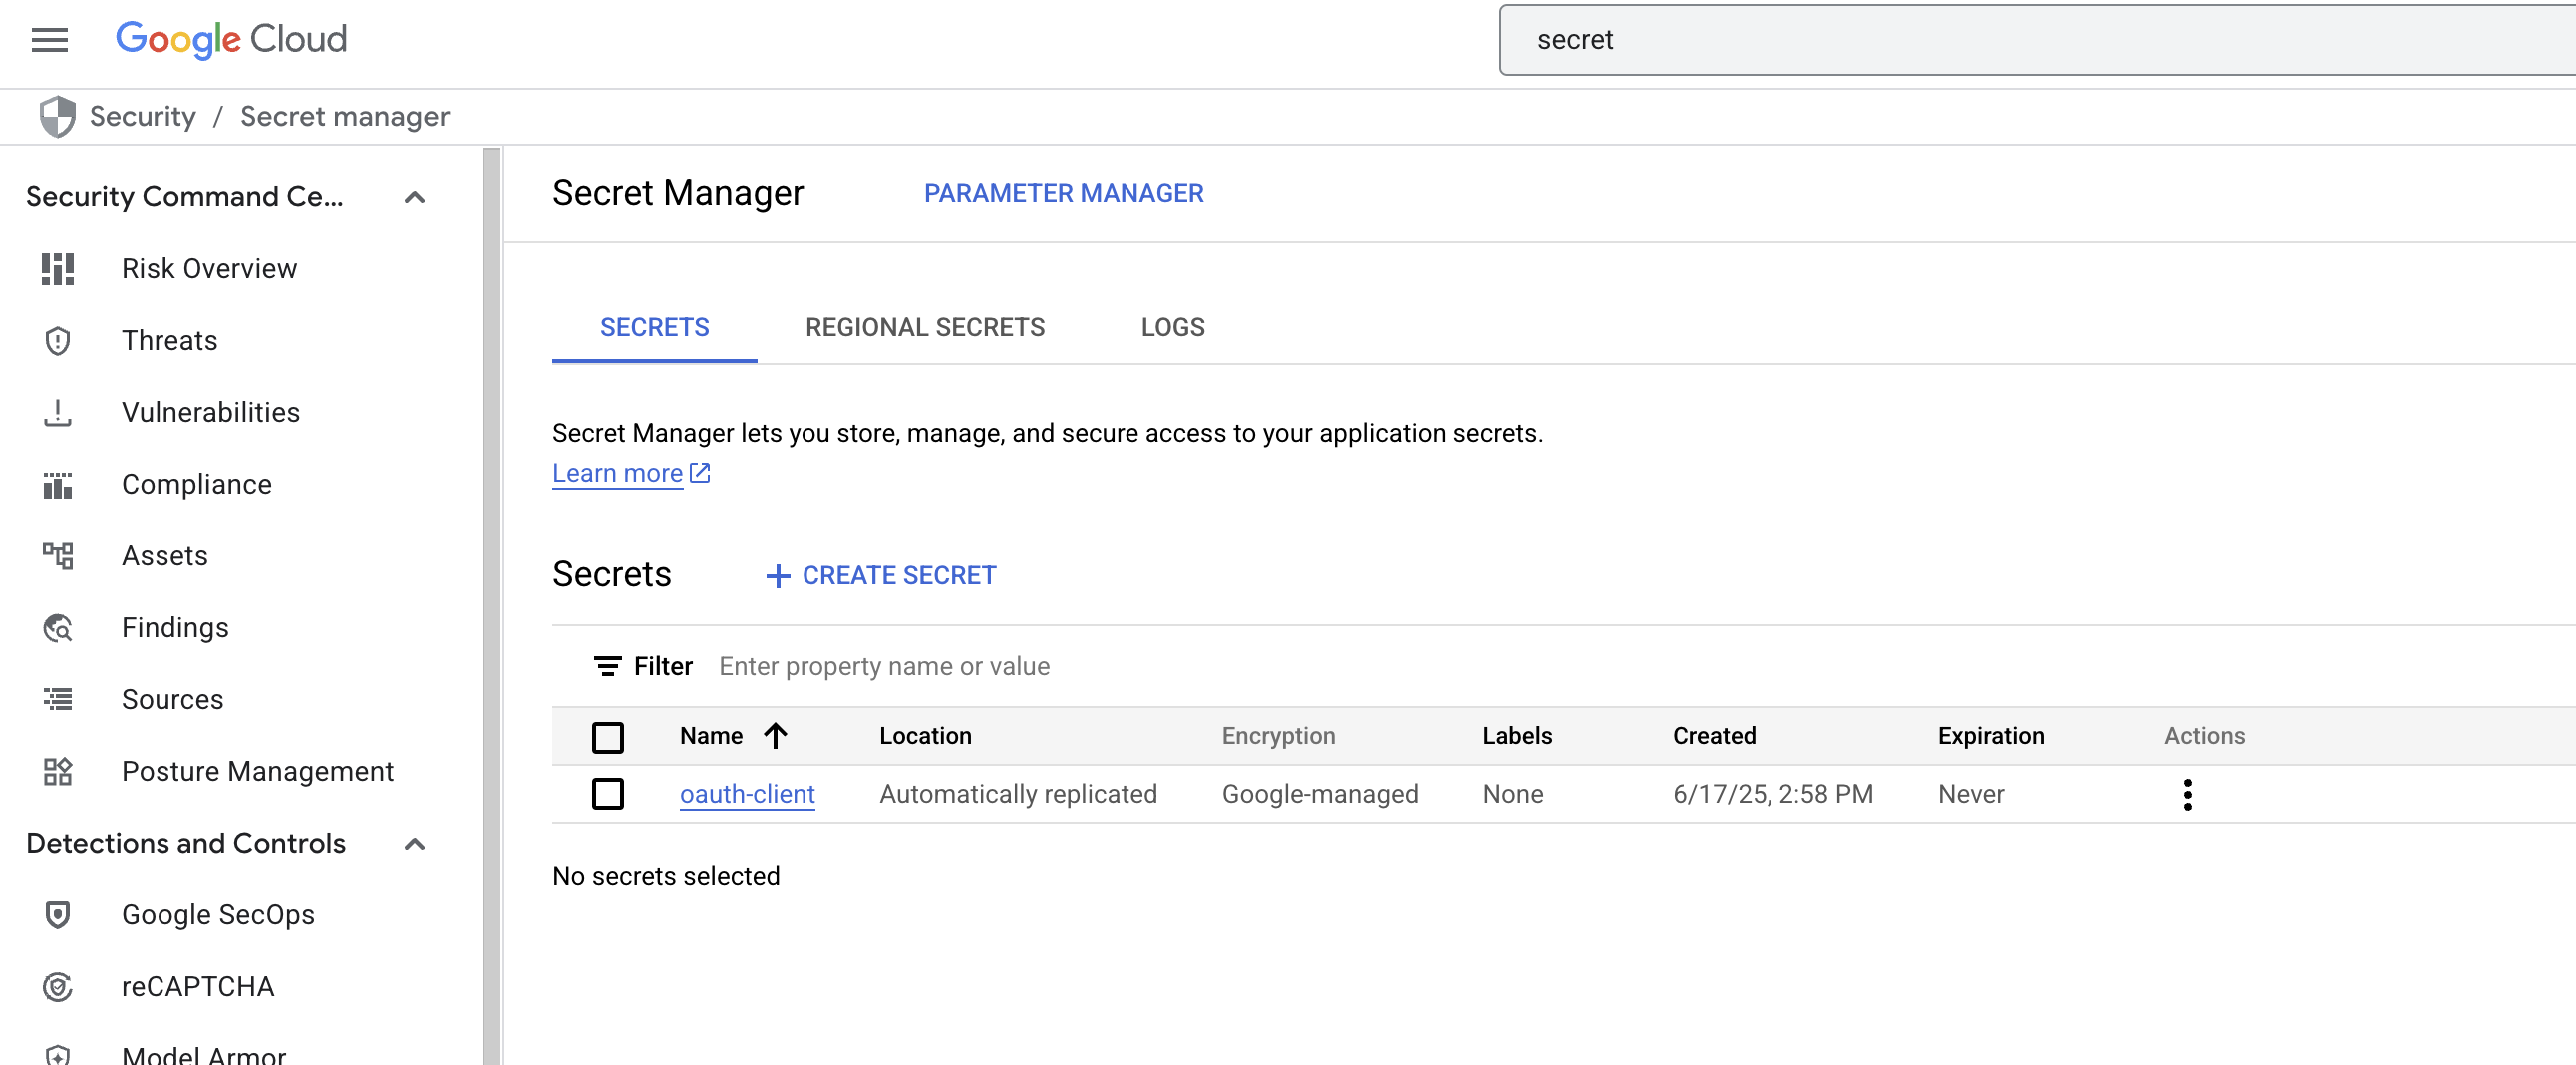 Google Cloud
secret
Security / Secret manager
Security Command Ce...
Risk Overview
Threats
Vulnerabilities
Compliance
Assets
Findings
Sources
Posture Management
Detections and Controls
Google SecOps
reCAPTCHA
Model Armor
Secret Manager PARAMETER MANAGER
SECRETS REGIONAL SECRETS LOGS
Secret Manager lets you store, manage, and secure access to your application secrets.
Learn more
Secrets + CREATE SECRET
Filter Enter property name or value
Name Location Encryption Labels Created Expiration Actions
oauth-client Automatically replicated Google-managed None 6/17/25, 2:58 PM Never
No secrets selected